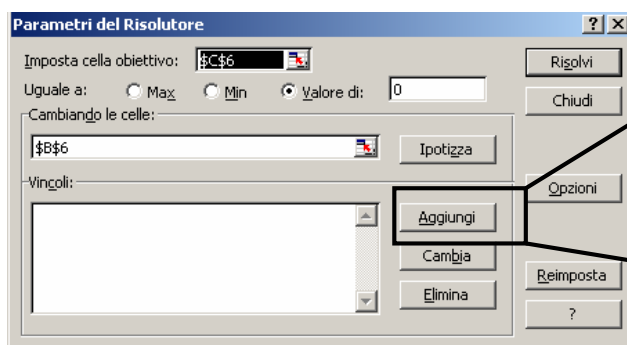 Parametri del Risolutore
? X
Imposta cella obiettivo: $C$6
Risolvi
Uguale a: Max Min Valore di: 0
Chiudi
Cambiando le celle:
$B$6
Ipotizza
Vincoli:
Opzioni
Aggiungi
Cambia
Reimposta
Elimina
?